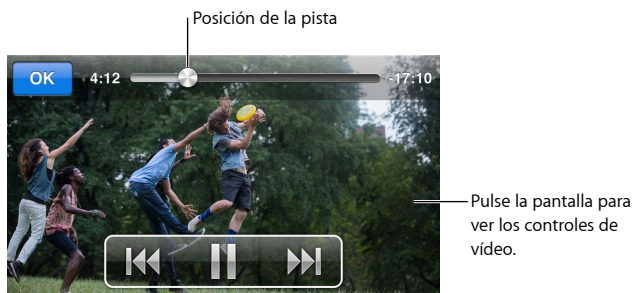 Posición de la pista
OK 4:12 -17:10
Pulse la pantalla para
ver los controles de
vídeo.